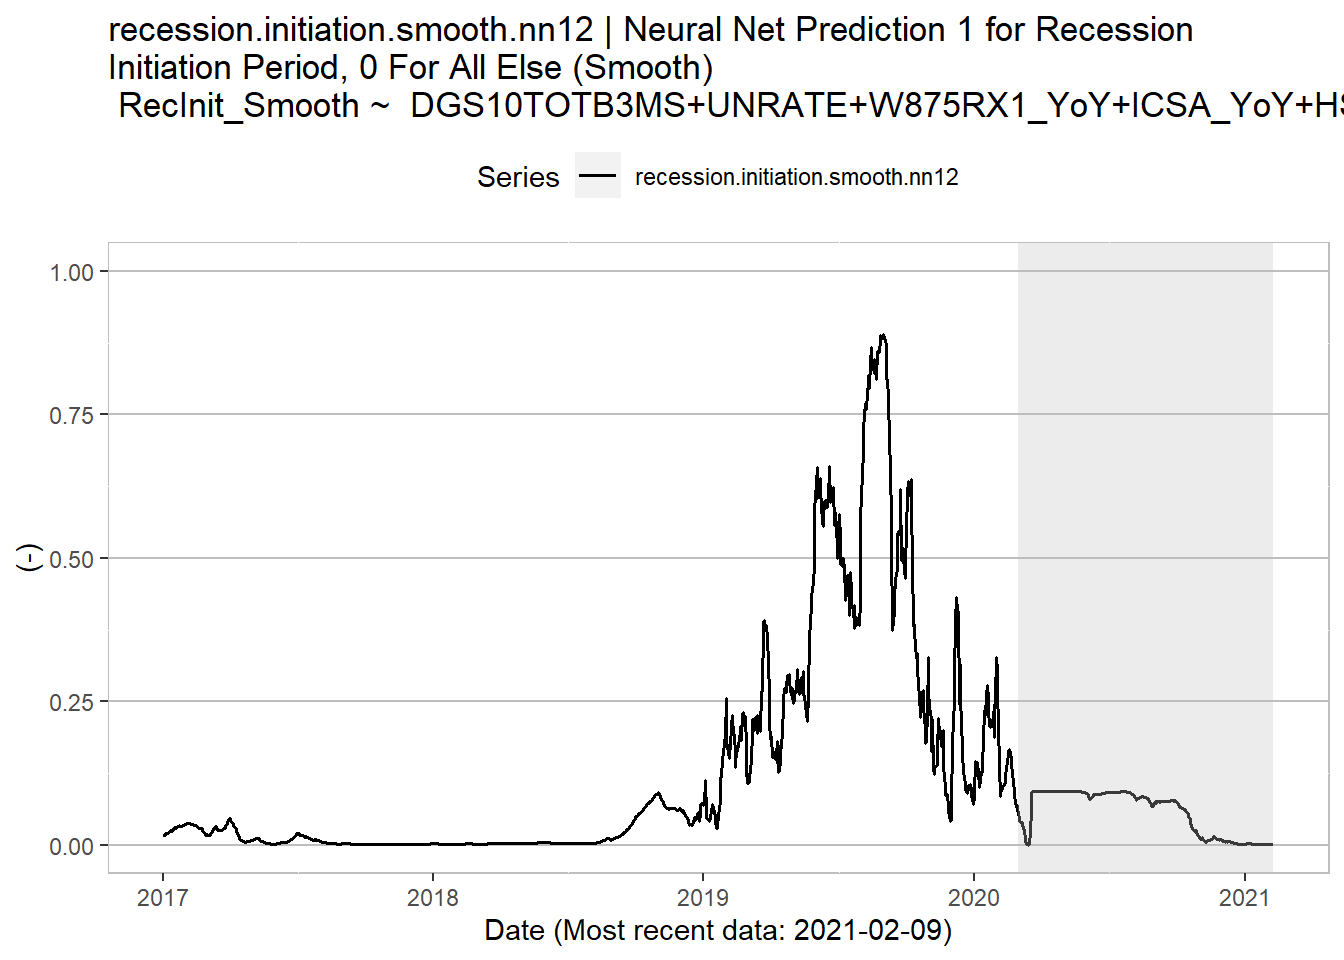 recession.initiation.smooth.nn12 | Neural Net Prediction 1 for Recession
Initiation Period, 0 For All Else (Smooth)
RecInit_Smooth ~ DGS10TOTB3MS+UNRATE+W875RX1_YoY+ICSA_YoY+HS
Series recession.initiation.smooth.nn12
1.00
0.75
0.50
0.25
0.00
(-)
2017 2018 2019 2020 2021
Date (Most recent data: 2021-02-09)